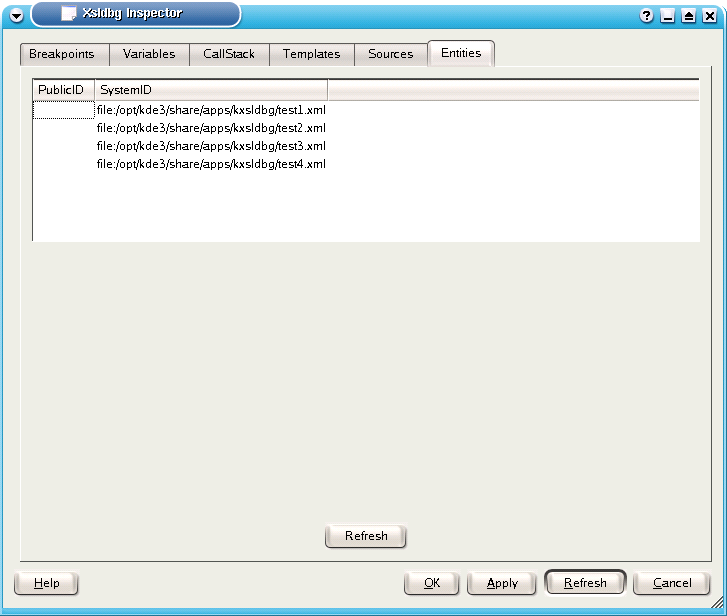 Xsldbg Inspector
?
Breakpoints Variables CallStack Templates Sources Entities
PublicID SystemID
file:/opt/kde3/share/apps/kxsldbg/test1.xml
file:/opt/kde3/share/apps/kxsldbg/test2.xml
file:/opt/kde3/share/apps/kxsldbg/test3.xml
file:/opt/kde3/share/apps/kxsldbg/test4.xml
Refresh
Help OK Apply Refresh Cancel